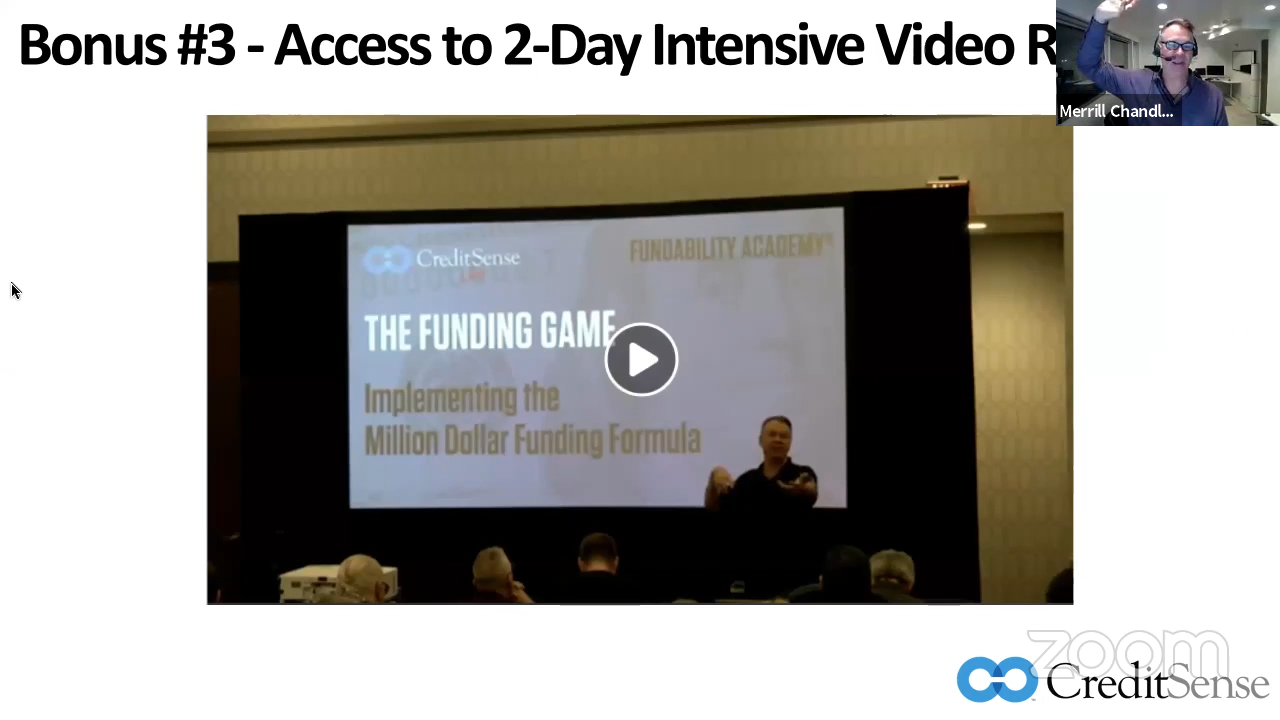 Bonus #3 - Access to 2-Day Intensive Video R
Merrill Chandl...
CreditSense
FUNDABILITY ACADEMY
THE FUNDING GAME
Implementing the
Million Dollar Funding Formula
zoom
CreditSense